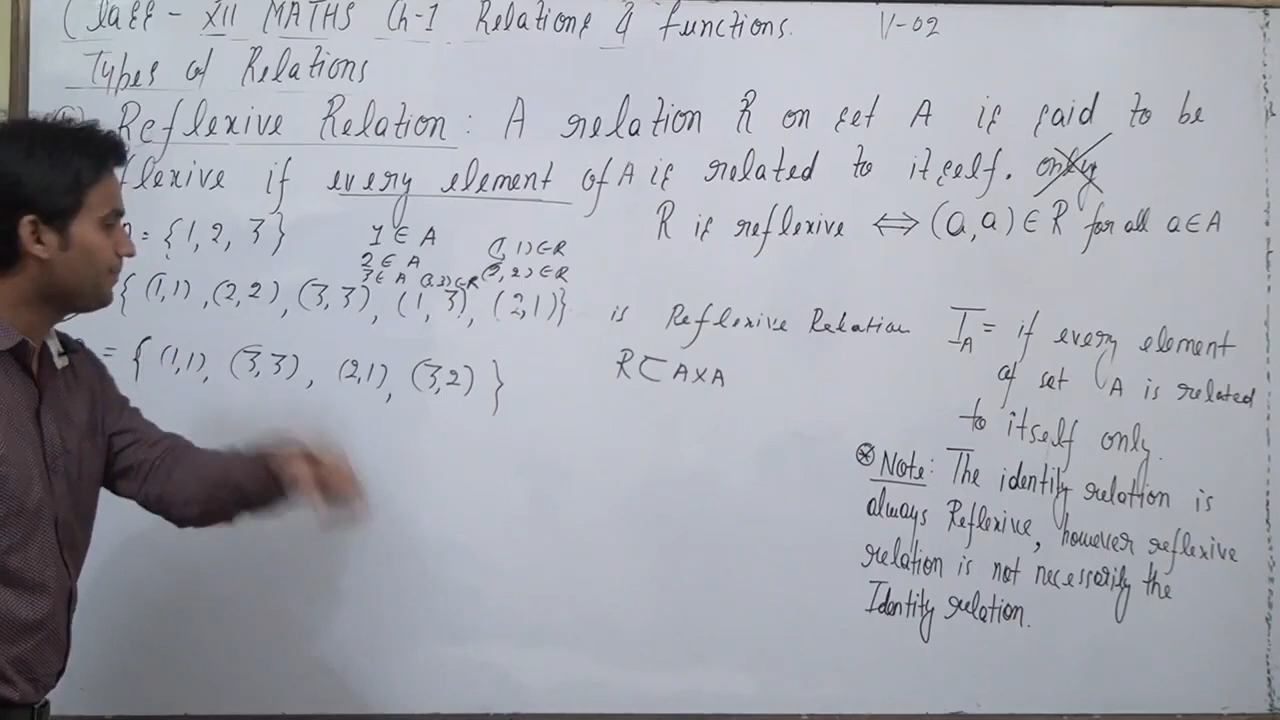 Class - XII MATHS Ch-1 Relations & functions. V-02
Types of Relations
Reflexive Relation: A relation R on set A is said to be
flexive if every element of A is related to itself. only
R is reflexive ⟺ (a, a) ∈ R for all a ∈ A
= {1, 2, 3}
1 ∈ A (1, 1) ∈ R
2 ∈ A (2, 2) ∈ R
3 ∈ A (3,3) ∈ R
{(1,1), (2,2), (3,3), (1, 3), (2,1)} is Reflexive Relation
= {(1,1), (3,3), (2,1), (3,2)}
R ⊂ A×A
I_A = if every element
of set A is related
to itself only.
⊛ Note: The identity relation is
always Reflexive, however reflexive
relation is not necessarily the
Identity relation.